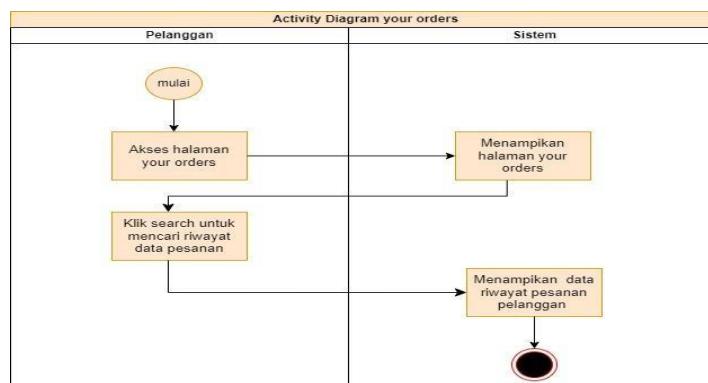 Activity Diagram your orders
Pelanggan
Sistem
mulai
Akses halaman
your orders
Menampikan
halaman your
orders
Klik search untuk
mencari riwayat
data pesanan
Menampikan data
riwayat pesanan
pelanggan